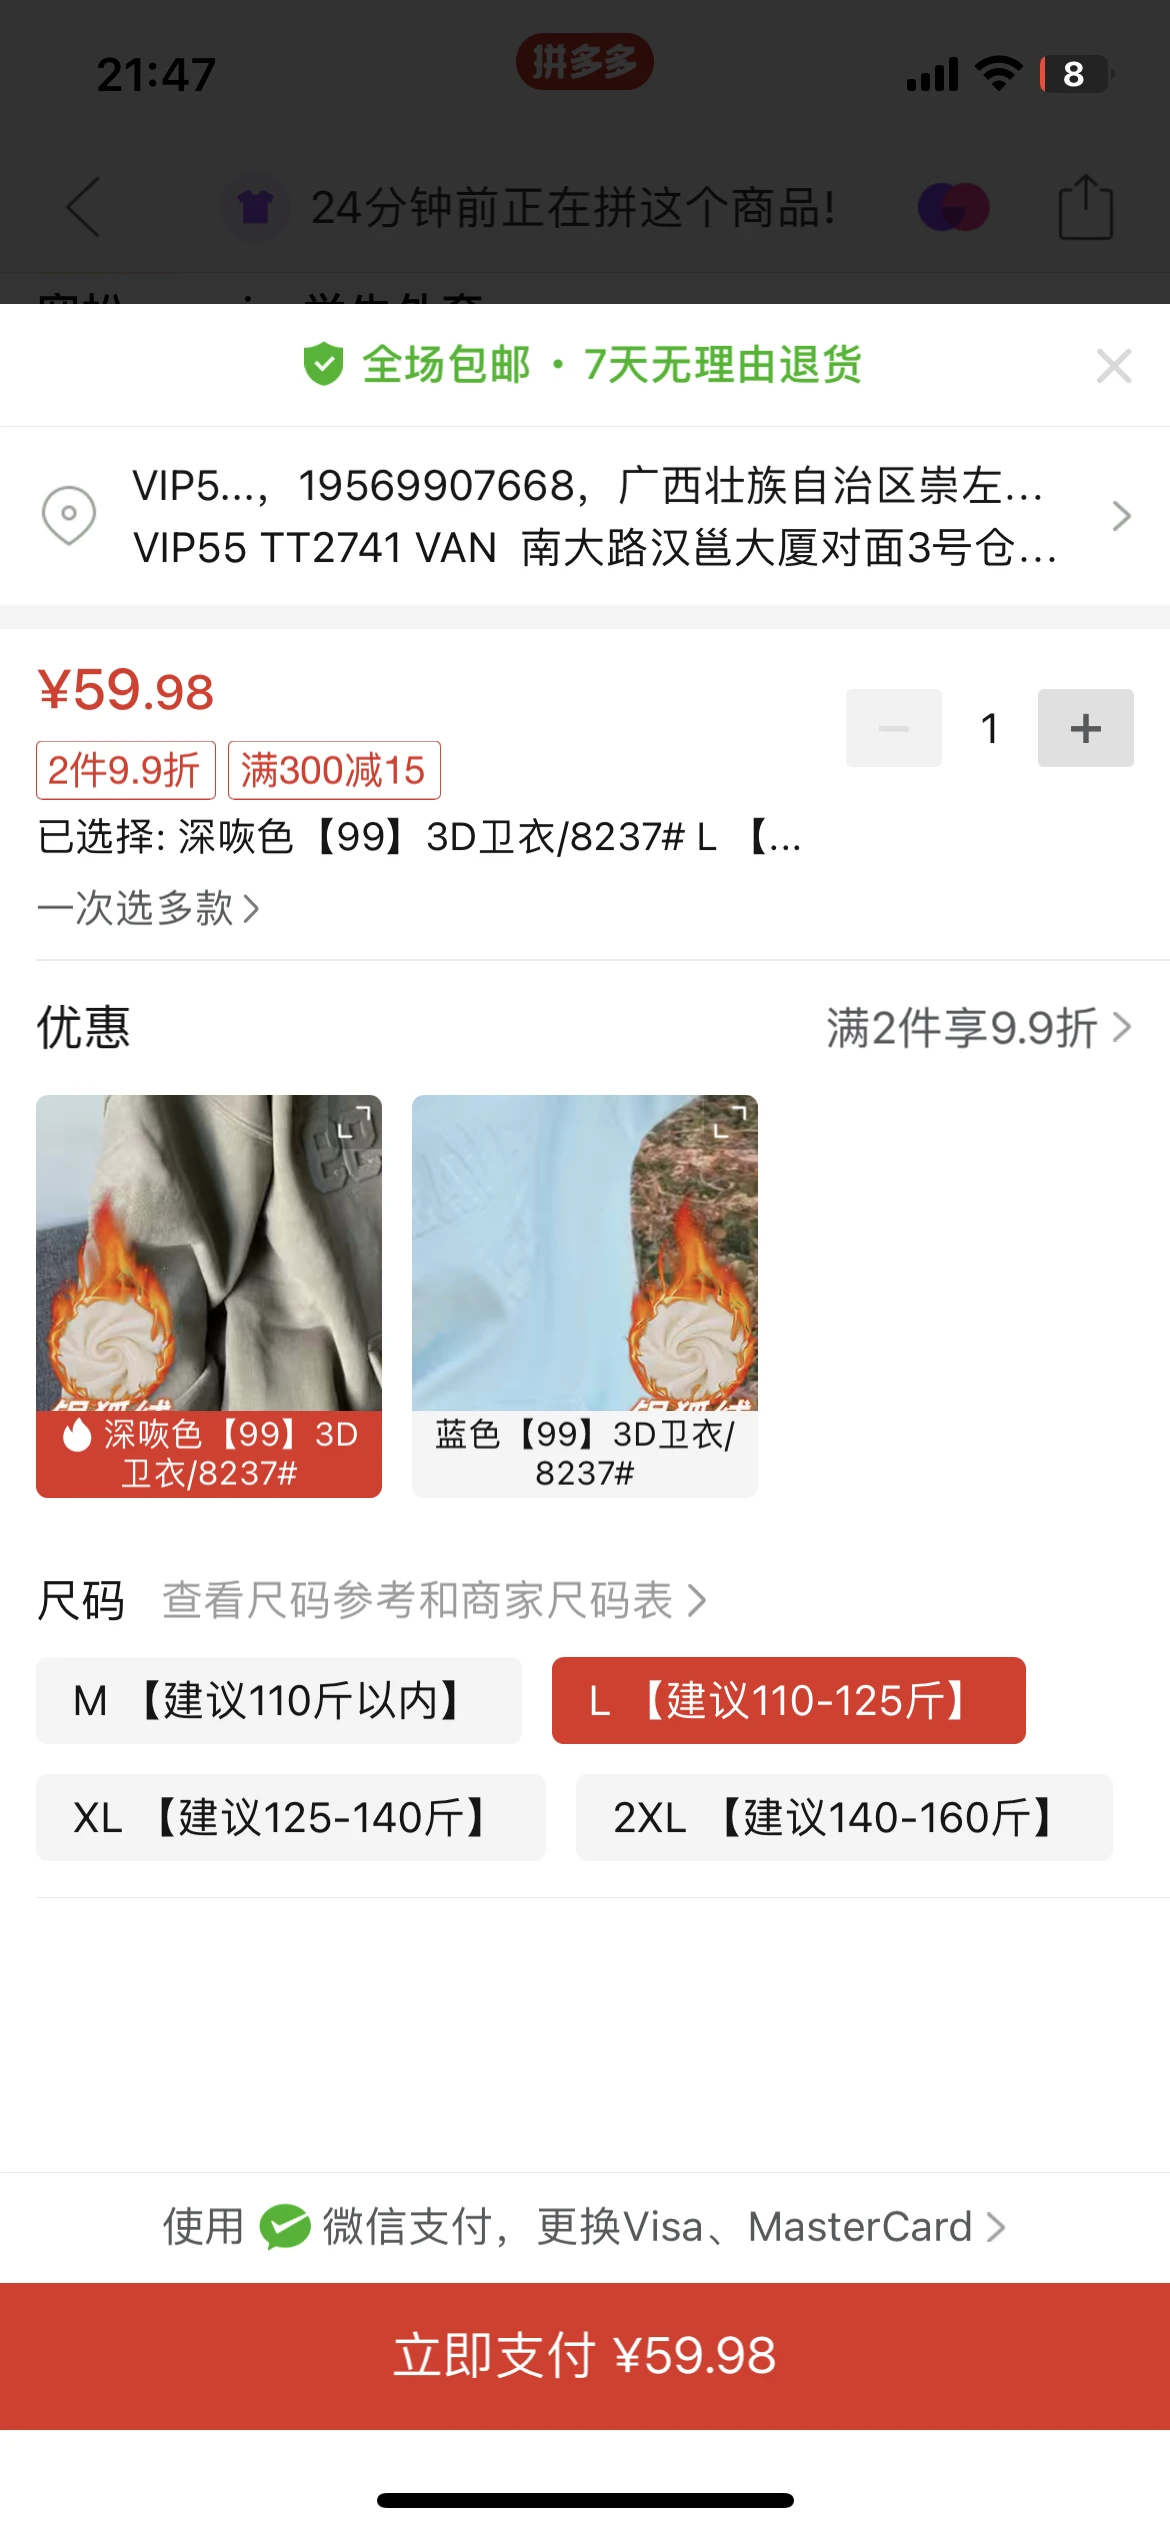 21:47
拼多多
8
24分钟前正在拼这个商品!
全场包邮 · 7天无理由退货
VIP5...，19569907668，广西壮族自治区崇左...
VIP55 TT2741 VAN 南大路汉邕大厦对面3号仓...
¥59.98
1
2件9.9折
满300减15
已选择: 深咴色【99】3D卫衣/8237# L 【...
一次选多款
优惠
满2件享9.9折
深咴色【99】3D
卫衣/8237#
蓝色【99】3D卫衣/
8237#
尺码 查看尺码参考和商家尺码表
M 【建议110斤以内】
L 【建议110-125斤】
XL 【建议125-140斤】
2XL 【建议140-160斤】
使用 微信支付，更换Visa、MasterCard
立即支付 ¥59.98